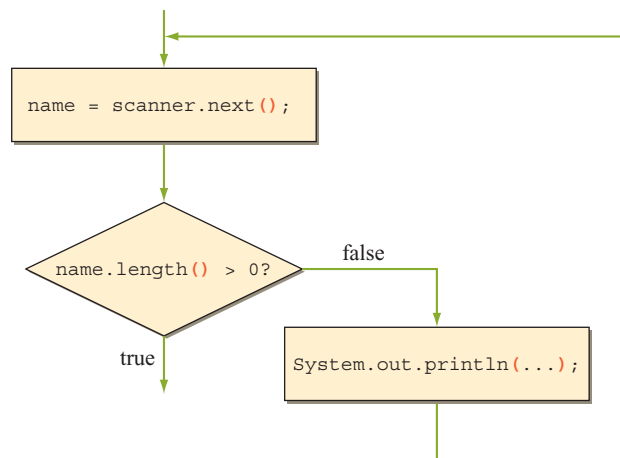 name = scanner.next();
name.length() > 0?
false
true
System.out.println(...);